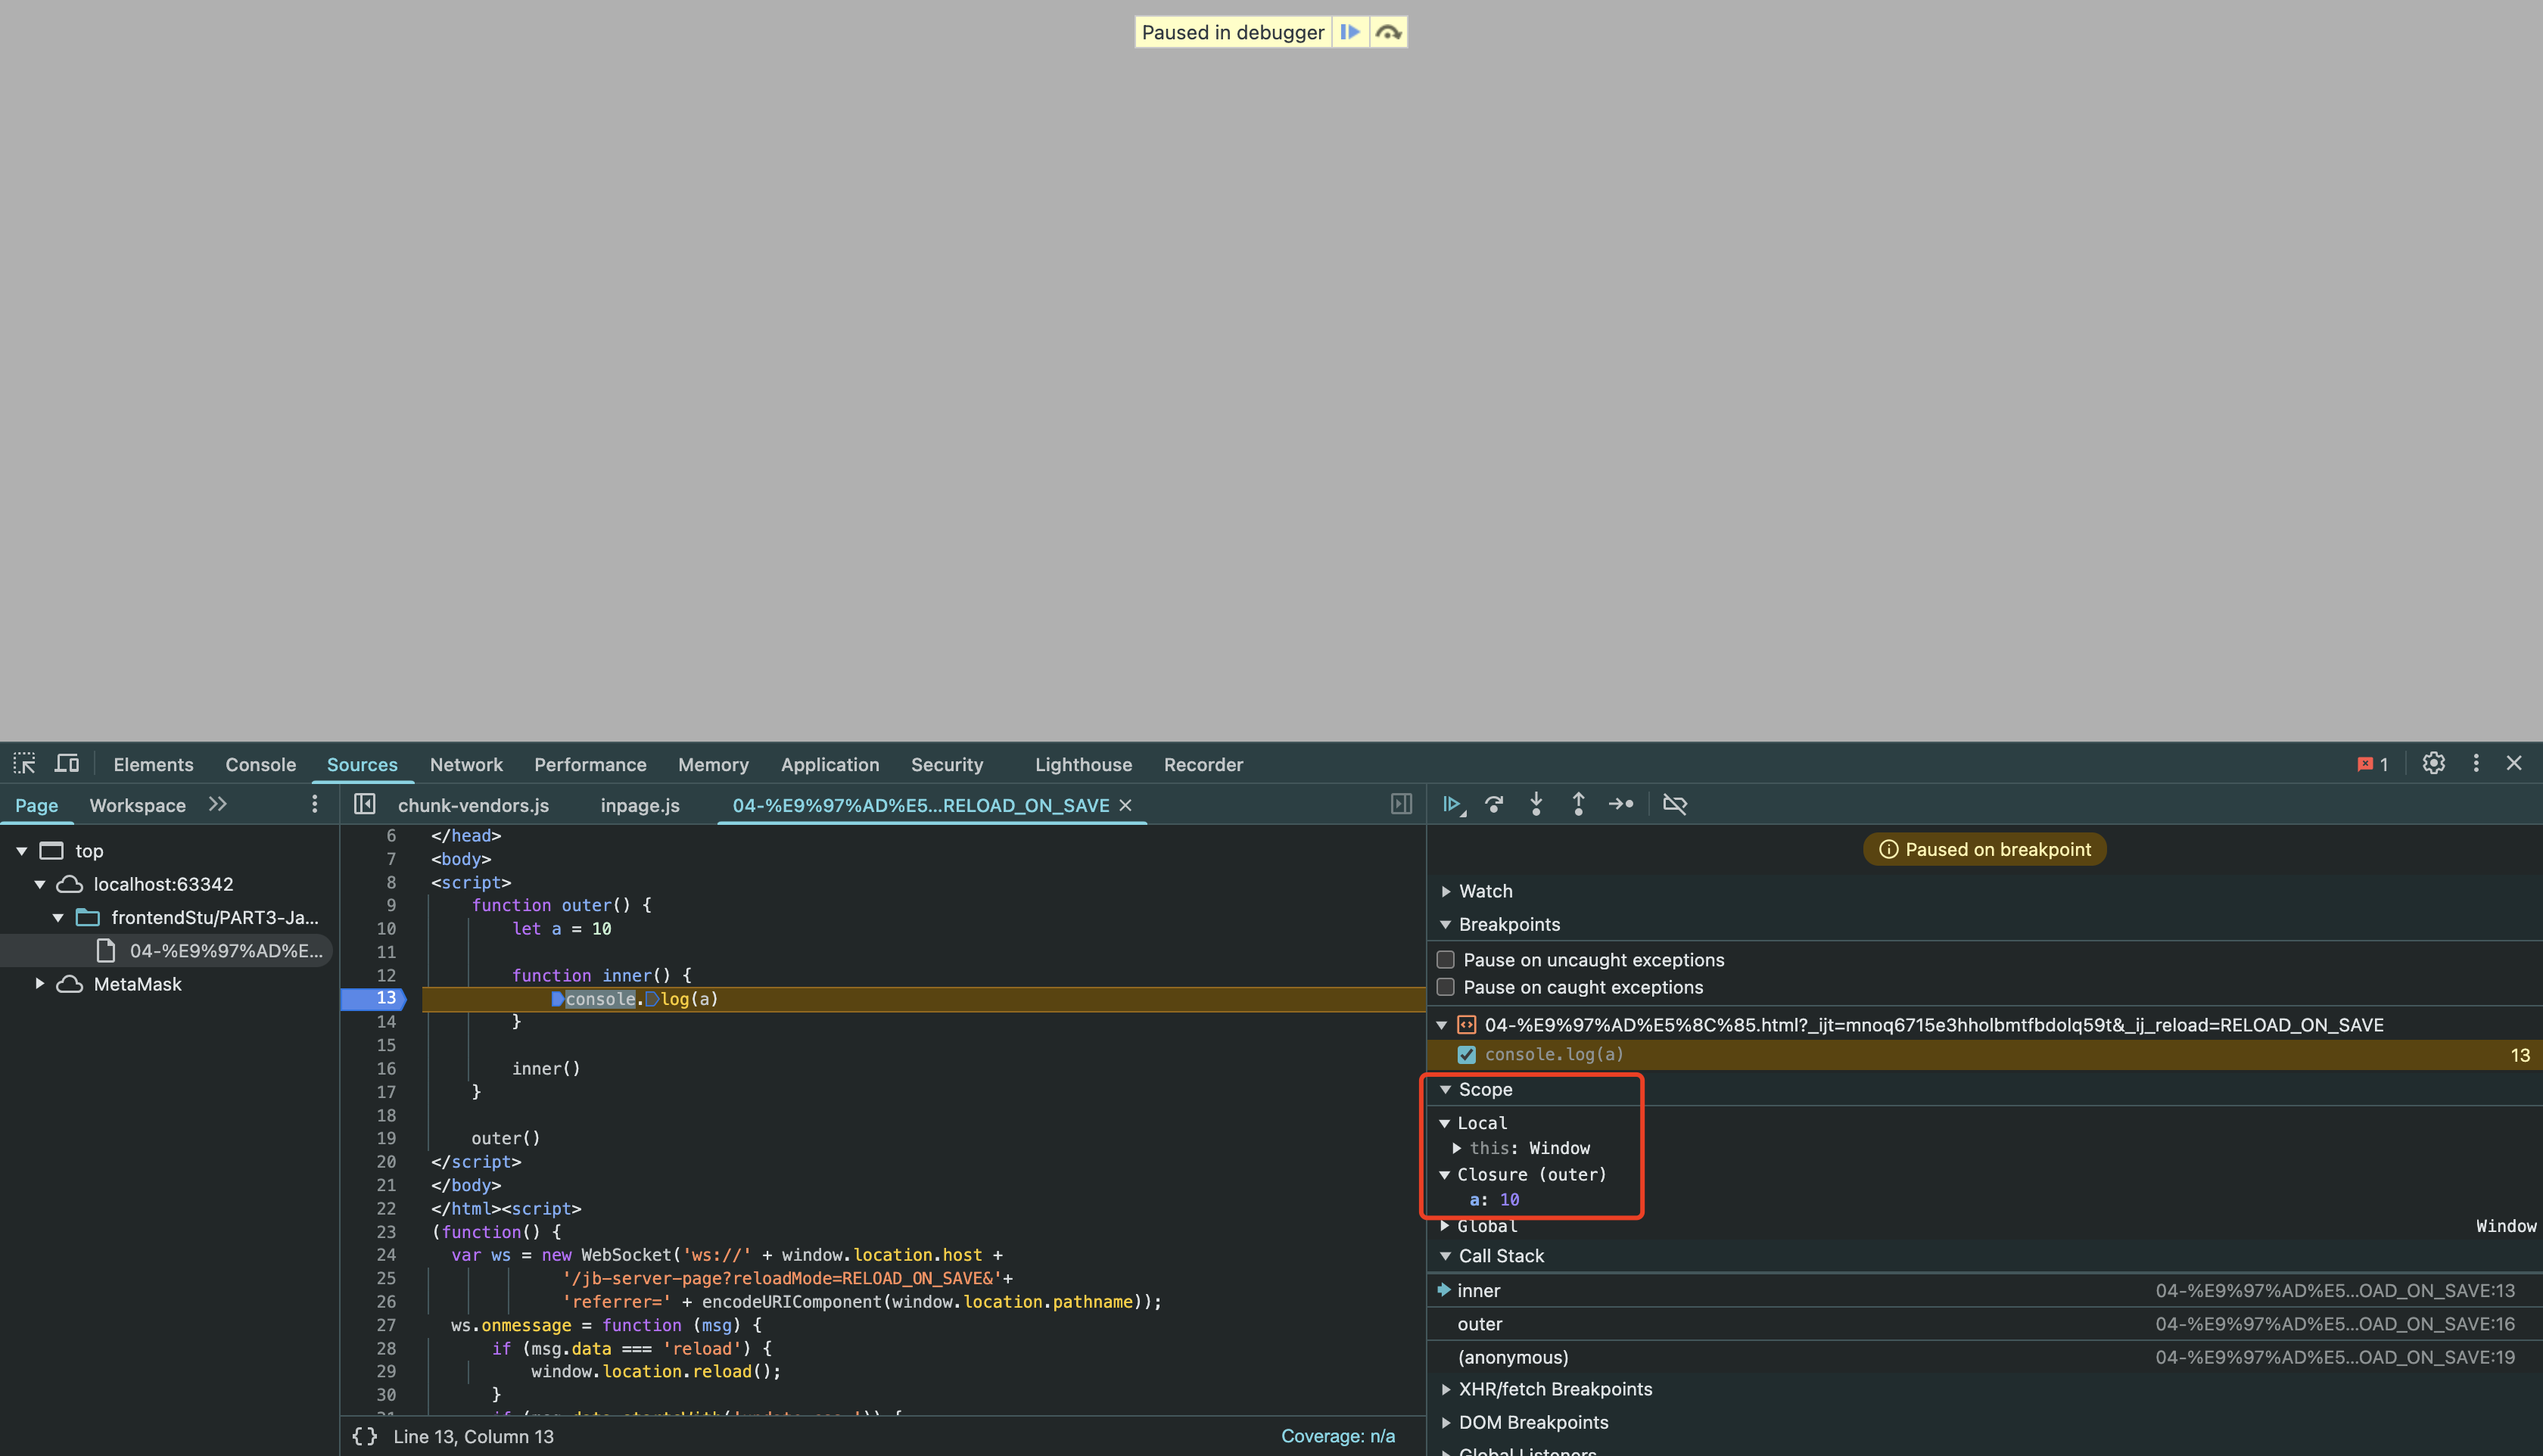 Paused in debugger
Elements Console Sources Network Performance Memory Application Security Lighthouse Recorder 1
Page Workspace
top
localhost:63342
frontendStu/PART3-Ja...
04-%E9%97%AD%E...
MetaMask
chunk-vendors.js inpage.js 04-%E9%97%AD%E5...RELOAD_ON_SAVE
6 </head>
7 <body>
8 <script>
9 function outer() {
10 let a = 10
11
12 function inner() {
13 console.log(a)
14 }
15
16 inner()
17 }
18
19 outer()
20 </script>
21 </body>
22 </html><script>
23 (function() {
24 var ws = new WebSocket('ws://' + window.location.host +
25 '/jb-server-page?reloadMode=RELOAD_ON_SAVE&'+
26 'referrer=' + encodeURIComponent(window.location.pathname));
27 ws.onmessage = function (msg) {
28 if (msg.data === 'reload') {
29 window.location.reload();
30 }
{} Line 13, Column 13 Coverage: n/a
Paused on breakpoint
Watch
Breakpoints
Pause on uncaught exceptions
Pause on caught exceptions
04-%E9%97%AD%E5%8C%85.html?_ijt=mnoq6715e3hholbmtfbdolq59t&_ij_reload=RELOAD_ON_SAVE
console.log(a) 13
Scope
Local
this: Window
Closure (outer)
a: 10
Global Window
Call Stack
inner 04-%E9%97%AD%E5...OAD_ON_SAVE:13
outer 04-%E9%97%AD%E5...OAD_ON_SAVE:16
(anonymous) 04-%E9%97%AD%E5...OAD_ON_SAVE:19
XHR/fetch Breakpoints
DOM Breakpoints
Global Listeners